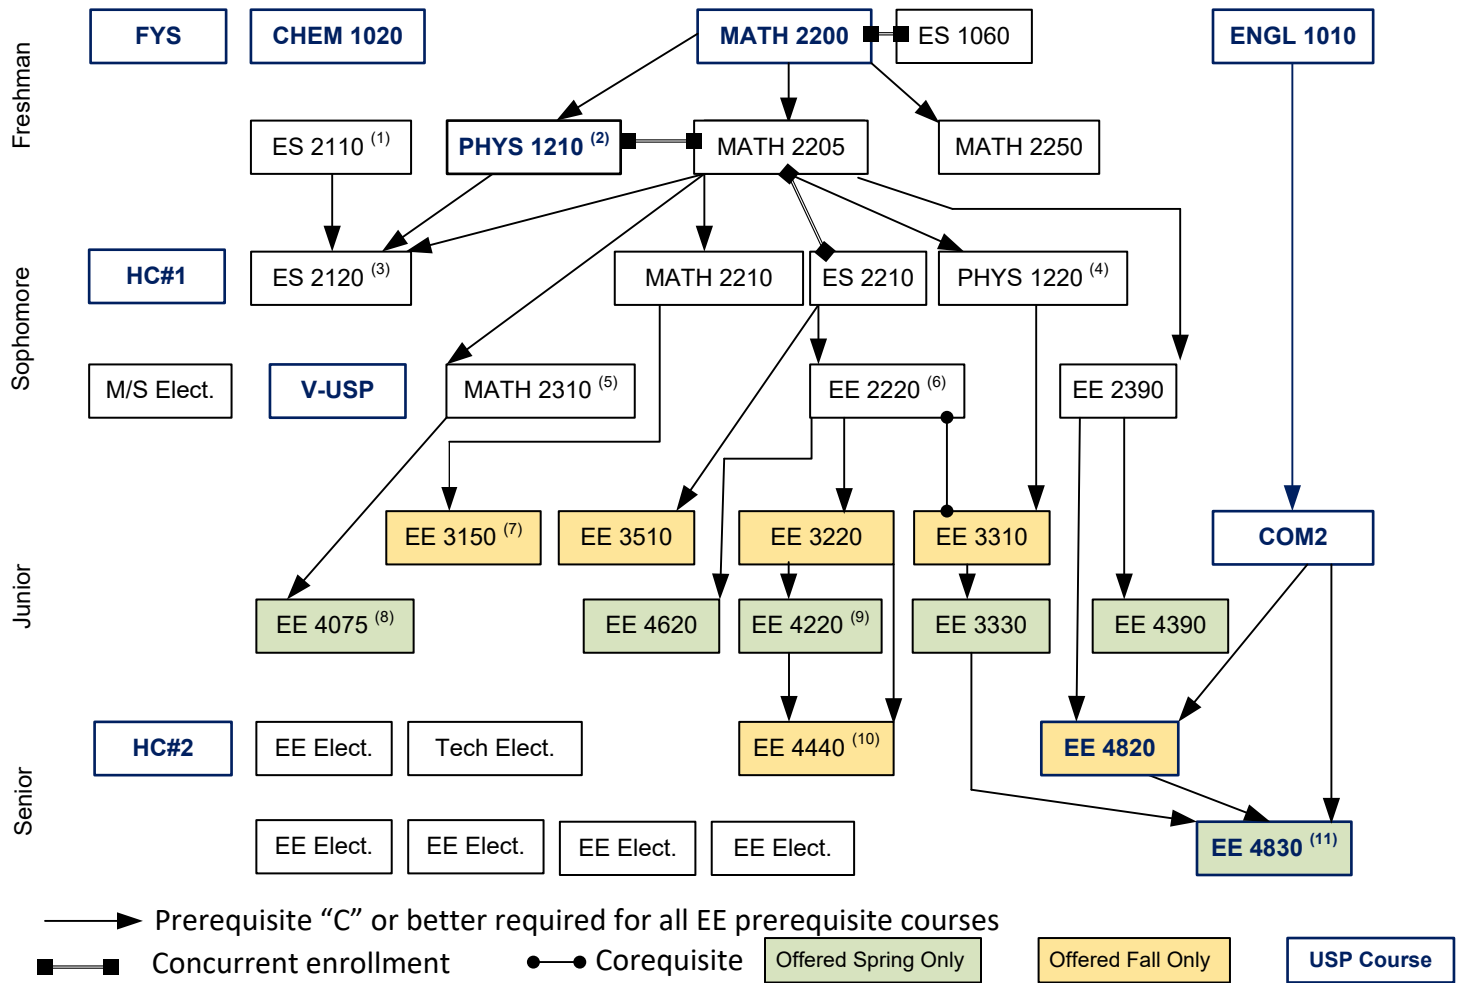 Freshman
FYS
CHEM 1020
MATH 2200
ES 1060
ENGL 1010
ES 2110 (1)
PHYS 1210 (2)
MATH 2205
MATH 2250
Sophomore
HC#1
ES 2120 (3)
MATH 2210
ES 2210
PHYS 1220 (4)
M/S Elect.
V-USP
MATH 2310 (5)
EE 2220 (6)
EE 2390
Junior
EE 3150 (7)
EE 3510
EE 3220
EE 3310
COM2
EE 4075 (8)
EE 4620
EE 4220 (9)
EE 3330
EE 4390
Senior
HC#2
EE Elect.
Tech Elect.
EE 4440 (10)
EE 4820
EE Elect.
EE Elect.
EE Elect.
EE Elect.
EE 4830 (11)
Prerequisite “C” or better required for all EE prerequisite courses
Concurrent enrollment
Corequisite
Offered Spring Only
Offered Fall Only
USP Course